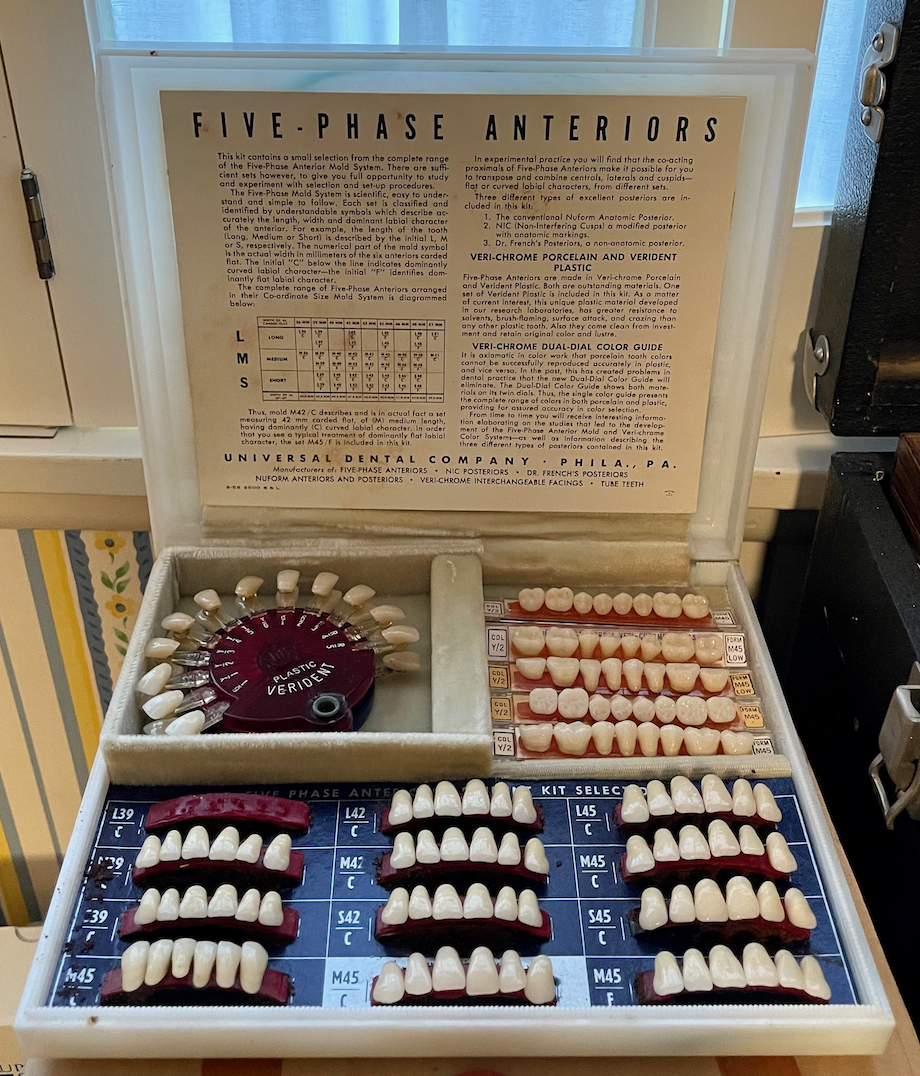 FIVE-PHASE ANTERIORS
This kit contains a small selection from the complete range
of the Five-Phase Anterior Mold System. There are suffi-
cient sets however, to give you full opportunity to study
and experiment with selection and set-up procedures.
The Five-Phase Mold System is scientific, easy to under-
stand and simple to follow. Each set is classified and
identified by understandable symbols which describe ac-
curately the length, width and dominant labial character
of the anterior. For example, the length of the tooth
(Long, Medium or Short) is described by the initial L, M
or S, respectively. The numerical part of the mold symbol
is the actual width in millimeters of the six anteriors carded
flat. The initial "C" below the line indicates dominantly
curved labial character—the initial "F" identifies dom-
inantly flat labial character.
The complete range of Five-Phase Anteriors arranged
in their Co-ordinate Size Mold System is diagrammed
below:
L
M
S
LONG
MEDIUM
SHORT
Thus, mold M42/C describes and is in actual fact a set
measuring 42 mm carded flat, of (M) medium length,
having dominantly (C) curved labial character. In order
that you see a typical treatment of dominantly flat labial
character, the set M45/F is included in this kit.
In experimental practice you will find that the co-acting
proximals of Five-Phase Anteriors make it possible for you
to transpose and combine centrals, laterals and cuspids—
flat or curved labial characters, from different sets.
Three different types of excellent posteriors are in-
cluded in this kit:
1. The conventional Nuform Anatomic Posterior.
2. NIC (Non-Interfering Cusps) a modified posterior
with anatomic markings.
3. Dr. French's Posteriors, a non-anatomic posterior.
VERI-CHROME PORCELAIN AND VERIDENT
PLASTIC
Five-Phase Anteriors are made in Veri-chrome Porcelain
and Verident Plastic. Both are outstanding materials. One
set of Verident Plastic is included in this kit. As a matter
of current interest, this unique plastic material developed
in our research laboratories, has greater resistance to
solvents, brush-flaming, surface attack, and crazing than
any other plastic tooth. Also they come clean from invest-
ment and retain original color and lustre.
VERI-CHROME DUAL-DIAL COLOR GUIDE
It is axiomatic in color work that porcelain tooth colors
cannot be successfully reproduced accurately in plastic,
and vice versa. In the past, this has created problems in
dental practice that the new Dual-Dial Color Guide will
eliminate. The Dual-Dial Color Guide shows both mate-
rials on its twin dials. Thus, the single color guide presents
the complete range of colors in both porcelain and plastic,
providing for assured accuracy in color selection.
From time to time you will receive interesting informa-
tion elaborating on the studies that led to the develop-
ment of the Five-Phase Anterior Mold and Veri-chrome
Color Systems—as well as information describing the
three different types of posteriors contained in this kit.
UNIVERSAL DENTAL COMPANY · PHILA., PA.
Manufacturers of: FIVE-PHASE ANTERIORS • NIC POSTERIORS • DR. FRENCH'S POSTERIORS
NUFORM ANTERIORS AND POSTERIORS • VERI-CHROME INTERCHANGEABLE FACINGS • TUBE TEETH
PLASTIC
VERIDENT
COL Y/2
FORM M45
COL Y/2
FORM M45 LOW
COL Y/2
FORM M45 LOW
COL Y/2
FORM M45
COL Y/2
FORM M45
FIVE PHASE KIT
L39 C
L42 C
L45 C
C
M42 C
M45 C
C
S42 C
S45 C
M45
M45 C
M45 F